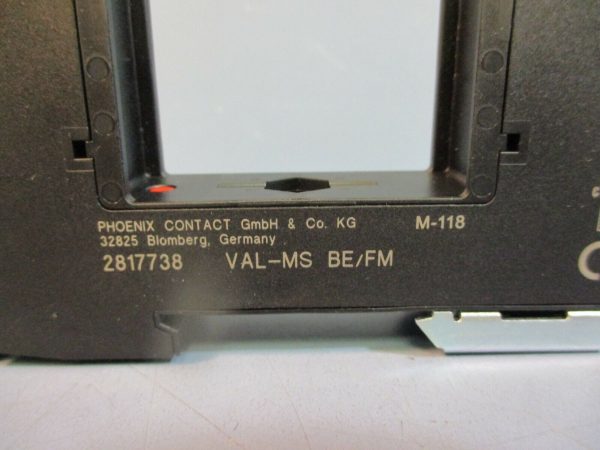 PHOENIX CONTACT GmbH & Co. KG M-118
32825 Blomberg, Germany
2817738 VAL-MS BE/FM